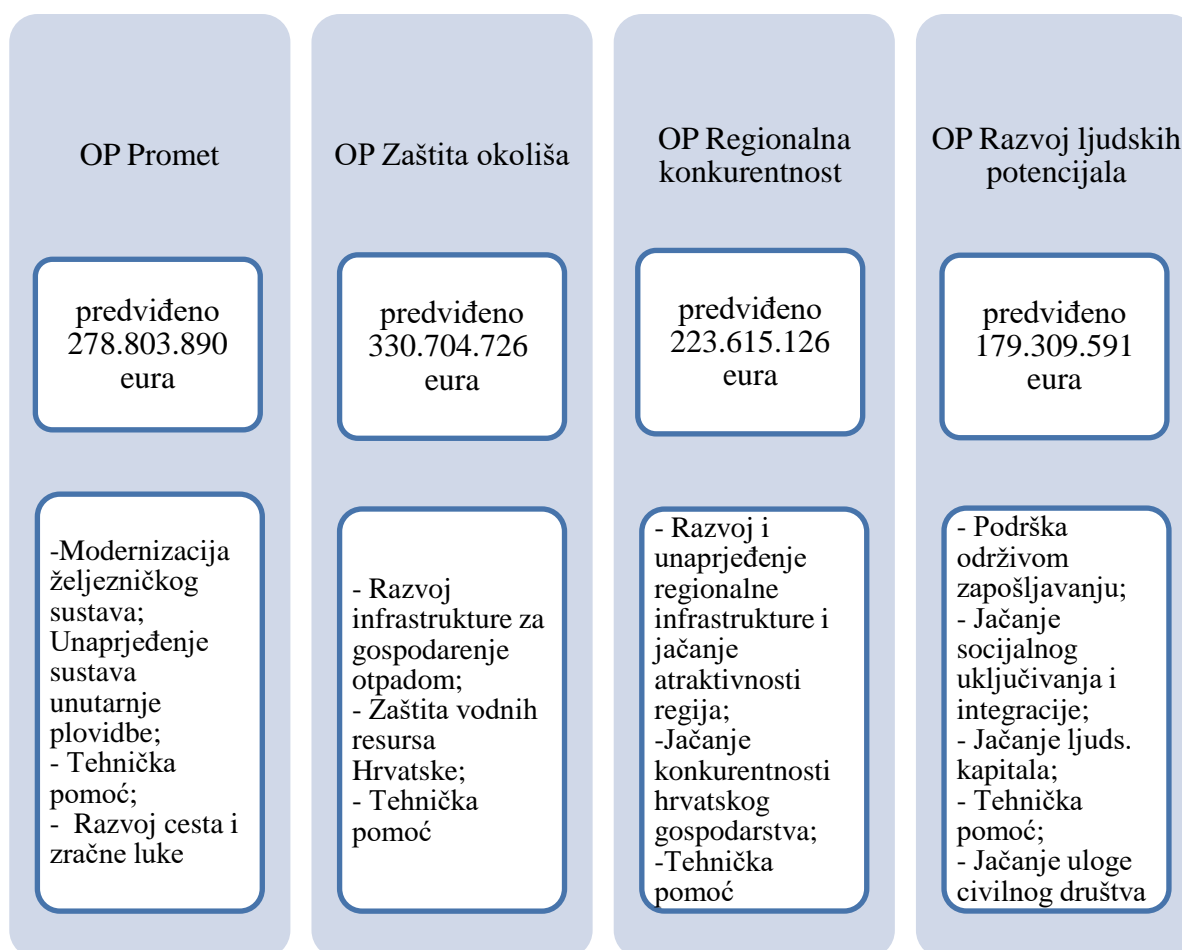 OP Promet
predviđeno
278.803.890
eura
-Modernizacija
željezničkog
sustava;
Unaprjeđenje
sustava
unutarnje
plovidbe;
- Tehnička
pomoć;
- Razvoj cesta i
zračne luke
OP Zaštita okoliša
predviđeno
330.704.726
eura
- Razvoj
infrastrukture za
gospodarenje
otpadom;
- Zaštita vodnih
resursa
Hrvatske;
- Tehnička
pomoć
OP Regionalna
konkurentnost
predviđeno
223.615.126
eura
- Razvoj i
unaprjeđenje
regionalne
infrastrukture i
jačanje
atraktivnosti
regija;
-Jačanje
konkurentnosti
hrvatskog
gospodarstva;
-Tehnička
pomoć
OP Razvoj ljudskih
potencijala
predviđeno
179.309.591
eura
- Podrška
održivom
zapošljavanju;
- Jačanje
socijalnog
uključivanja i
integracije;
- Jačanje ljuds.
kapitala;
- Tehnička
pomoć;
- Jačanje uloge
civilnog društva